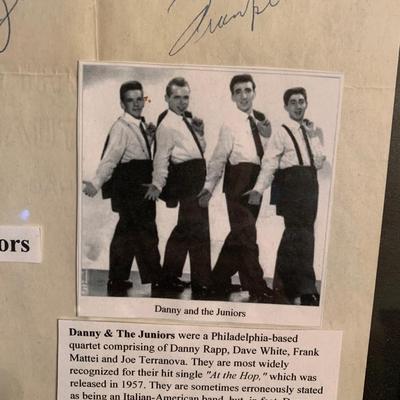 Frank
Danny and the Juniors
ors
Danny & The Juniors were a Philadelphia-based
quartet comprising of Danny Rapp, Dave White, Frank
Mattei and Joe Terranova. They are most widely
recognized for their hit single "At the Hop," which was
released in 1957. They are sometimes erroneously stated
as being an Italian-American band, but, in fact, D